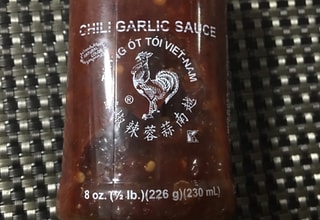 CHILI GARLIC SAUCE
NG ỚT TỎI VIỆT-NAM
®
越南蒜蓉辣椒
K
8 oz. (½ lb.)(226 g)(230 mL)